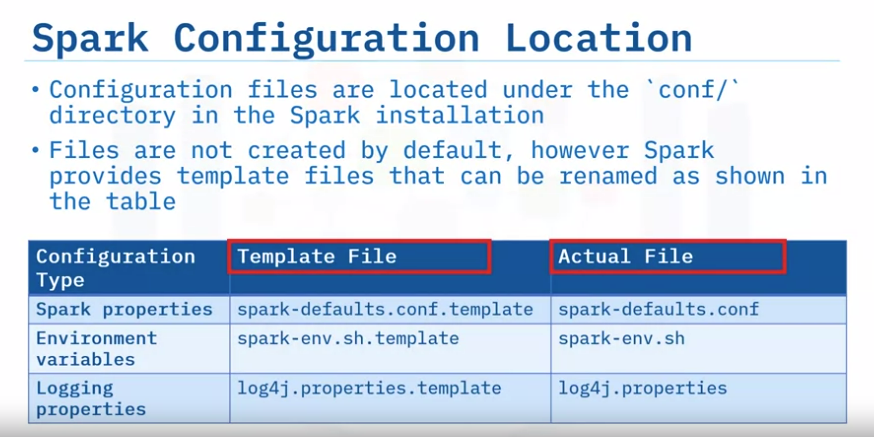 Spark Configuration Location
• Configuration files are located under the `conf/`
directory in the Spark installation
• Files are not created by default, however Spark
provides template files that can be renamed as shown in
the table
Configuration Type | Template File | Actual File
Spark properties | spark-defaults.conf.template | spark-defaults.conf
Environment variables | spark-env.sh.template | spark-env.sh
Logging properties | log4j.properties.template | log4j.properties